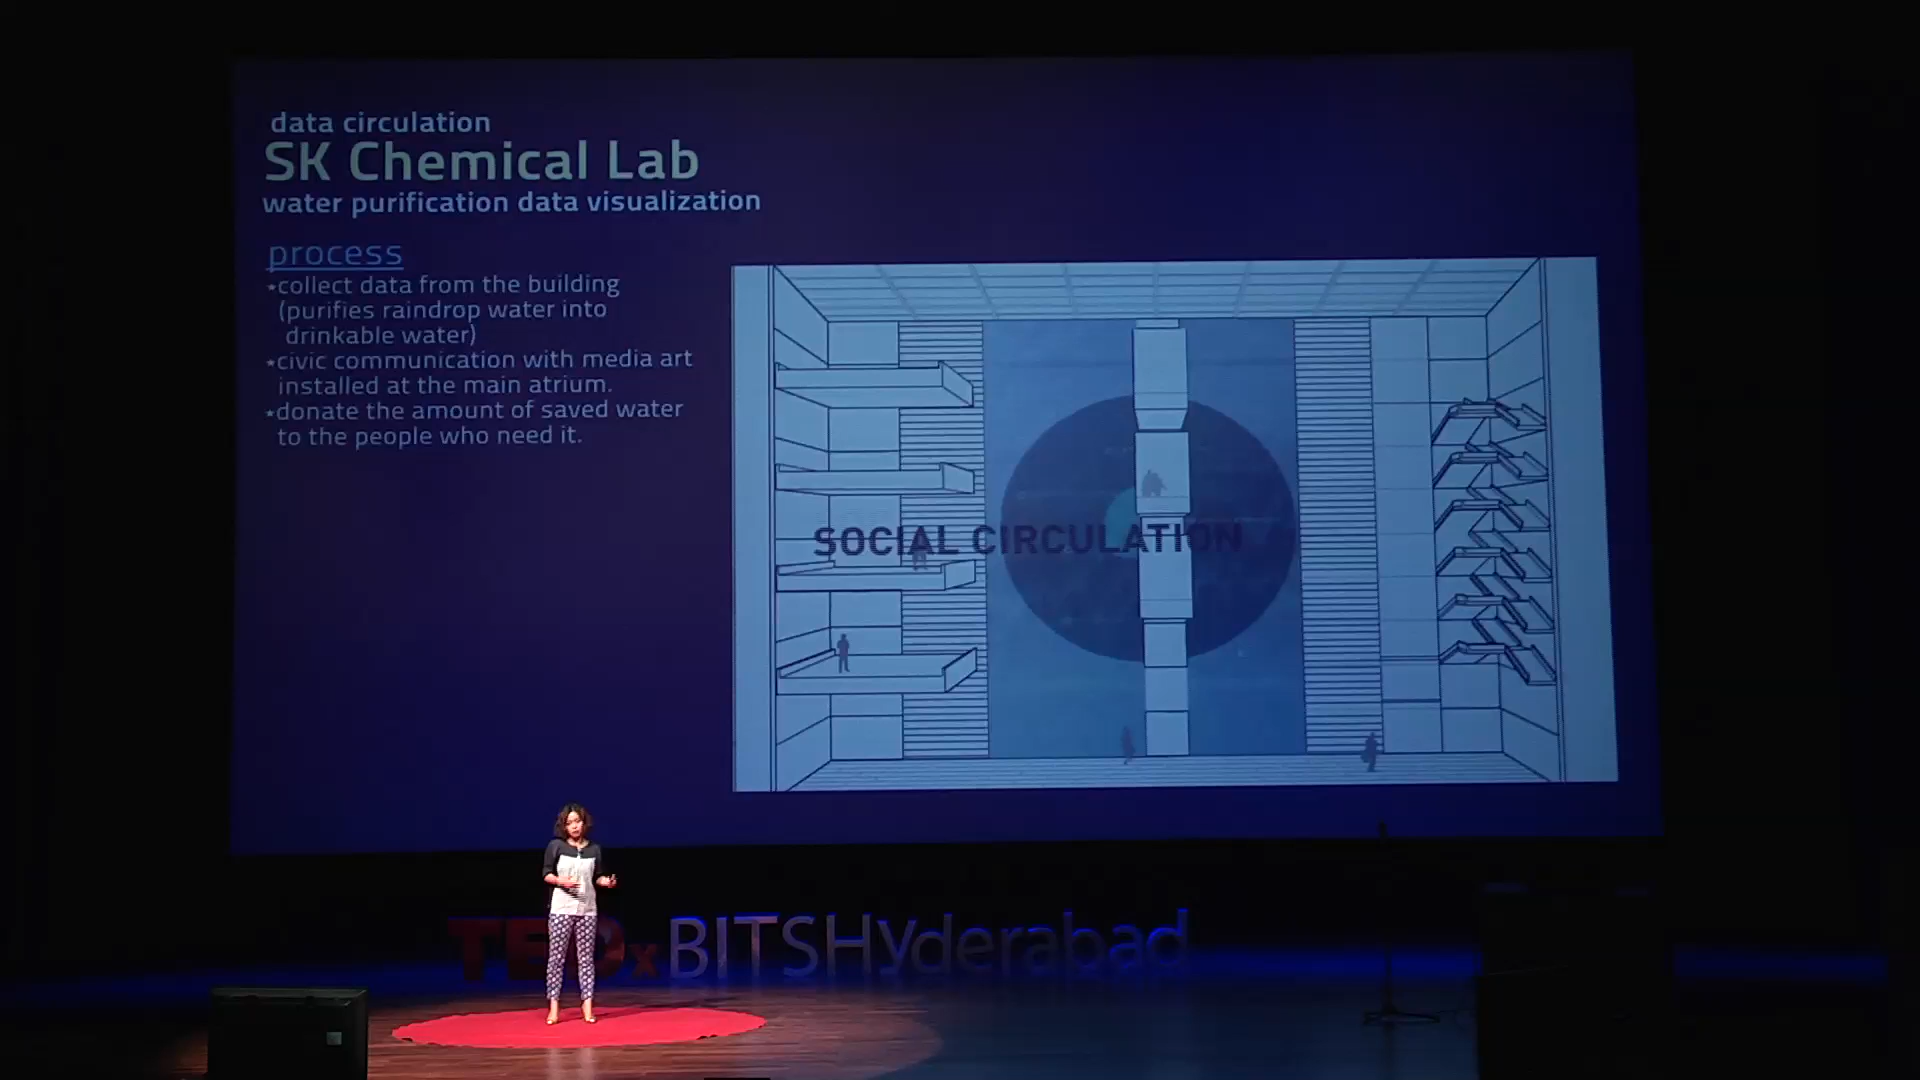 data circulation
SK Chemical Lab
water purification data visualization
process
*collect data from the building
(purifies raindrop water into
drinkable water)
*civic communication with media art
installed at the main atrium.
*donate the amount of saved water
to the people who need it.
SOCIAL CIRCULATION
TEDx BITSHyderabad